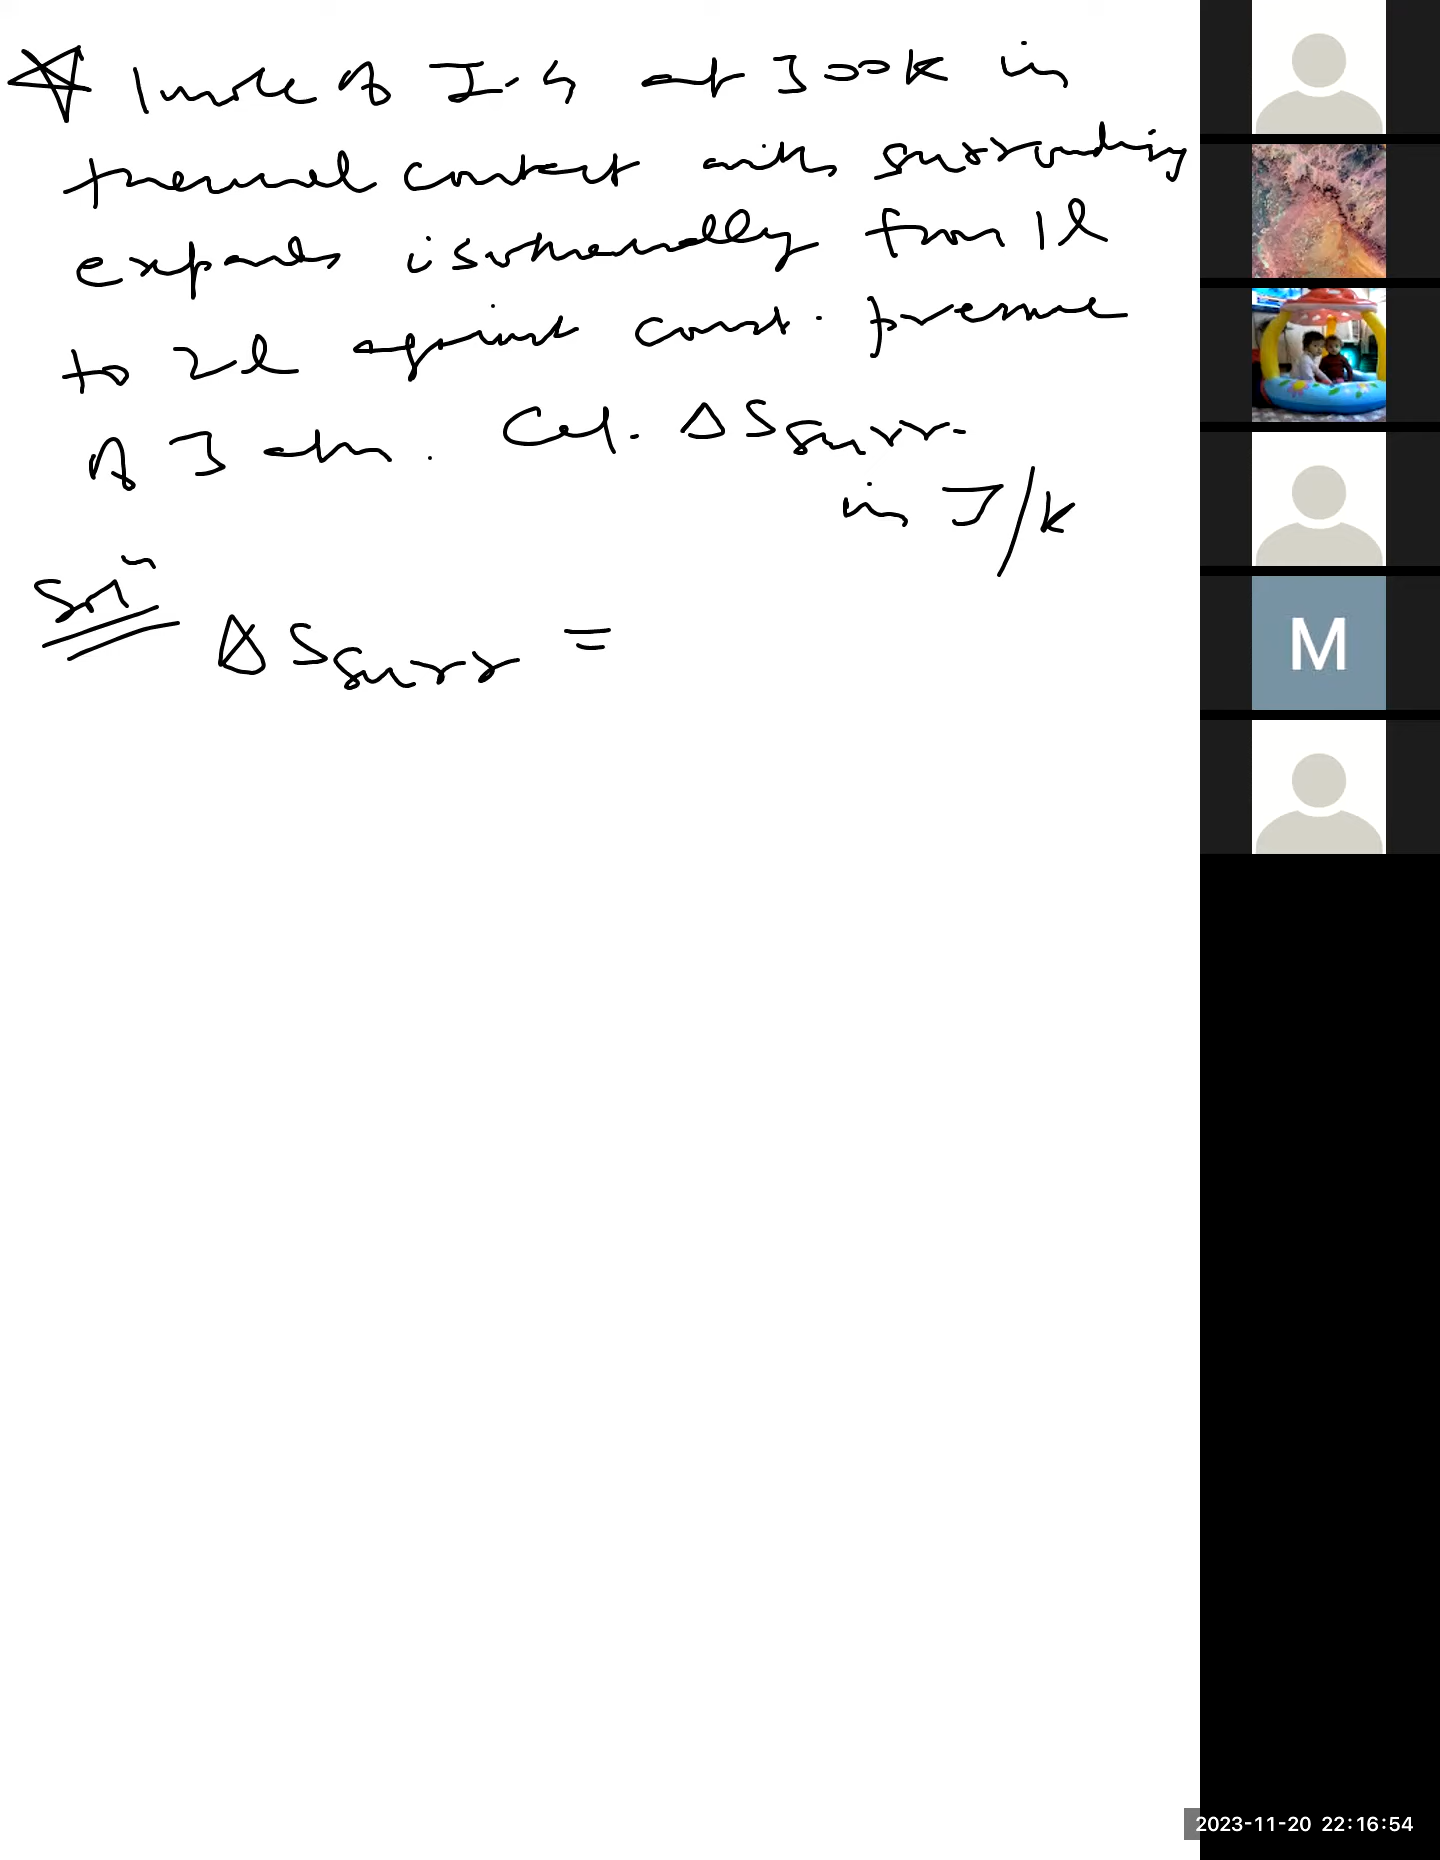 1 mole of I.G at 300K in
thermal contact with surrounding
expands isothermally from 1l
to 2l against const. pressure
of 3 atm. Cal. ΔSsurr.
in J/K
Solⁿ
ΔSsurr =
M
2023-11-20 22:16:54